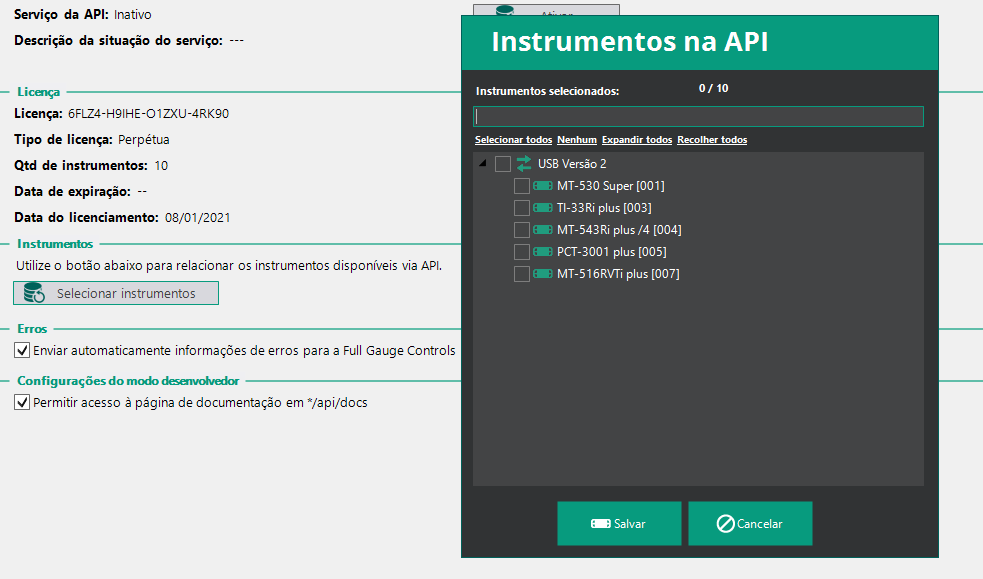 Serviço da API: Inativo
Descrição da situação do serviço: ---
Licença
Licença: 6FLZ4-H9IHE-O1ZXU-4RK90
Tipo de licença: Perpétua
Qtd de instrumentos: 10
Data de expiração: --
Data do licenciamento: 08/01/2021
Instrumentos
Utilize o botão abaixo para relacionar os instrumentos disponíveis via API.
Selecionar instrumentos
Erros
Enviar automaticamente informações de erros para a Full Gauge Controls
Configurações do modo desenvolvedor
Permitir acesso à página de documentação em */api/docs
Instrumentos na API
Instrumentos selecionados: 0 / 10
Selecionar todos Nenhum Expandir todos Recolher todos
USB Versão 2
MT-530 Super [001]
TI-33Ri plus [003]
MT-543Ri plus /4 [004]
PCT-3001 plus [005]
MT-516RVTi plus [007]
Salvar Cancelar